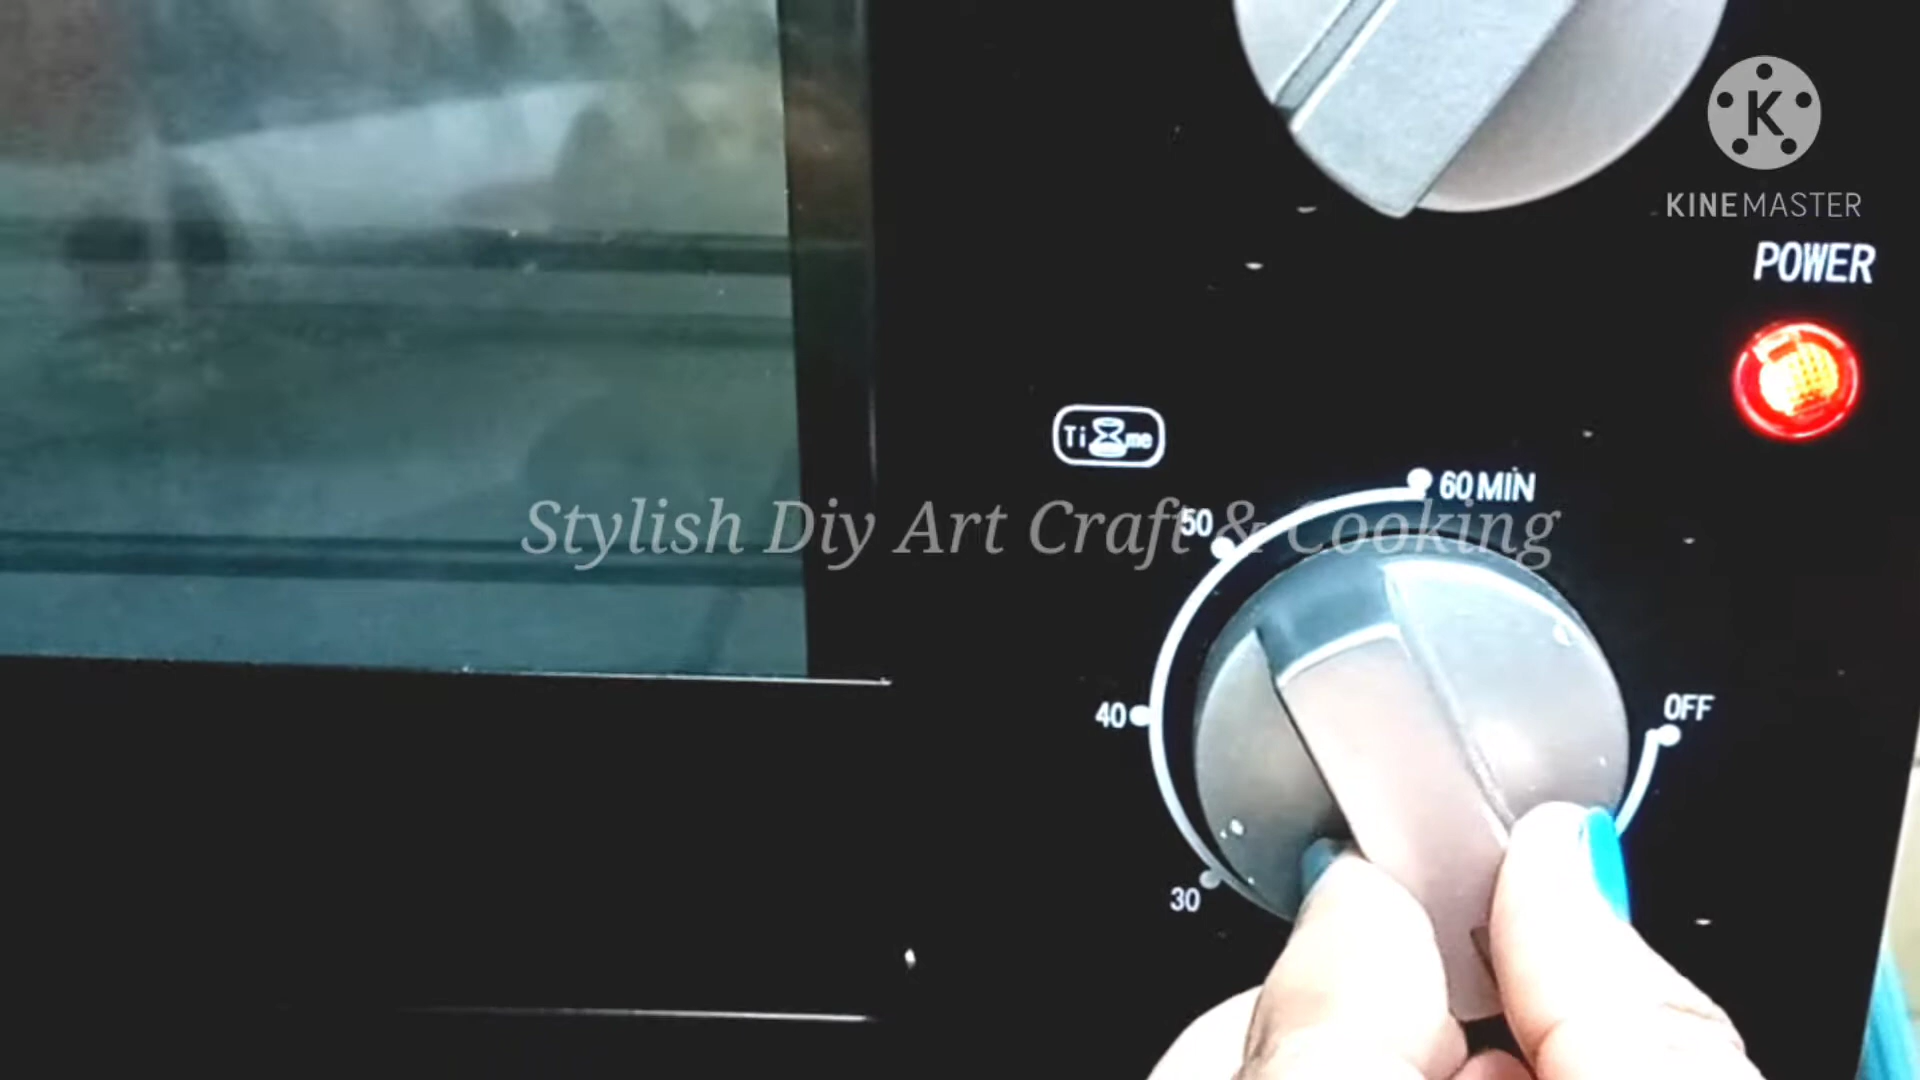 K
KINEMASTER
POWER
Time
60 MIN
50
Stylish Diy Art Craft & Cooking
40
OFF
30